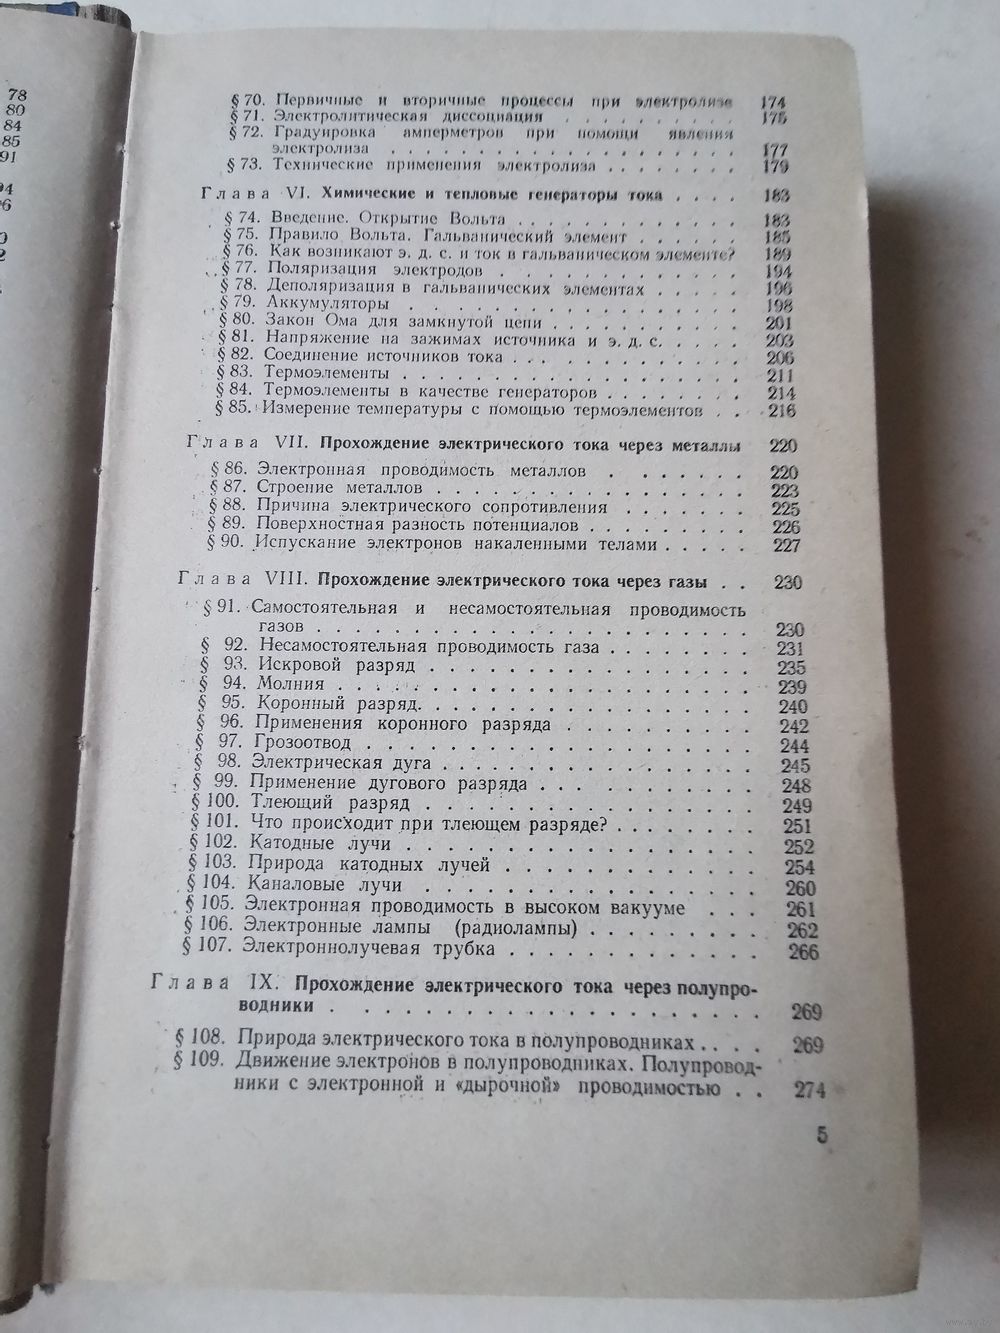 78
80
84
85
91
94
§ 70. Первичные и вторичные процессы при электролизе 174
§ 71. Электролитическая диссоциация . . . . . . . . . 175
§ 72. Градуировка амперметров при помощи явления
электролиза . . . . . . . . . . . . . . . . . 177
§ 73. Технические применения электролиза . . . . . . . . 179
Глава VI. Химические и тепловые генераторы тока . . . . 183
§ 74. Введение. Открытие Вольта . . . . . . . . . . . . 183
§ 75. Правило Вольта. Гальванический элемент . . . . . . 185
§ 76. Как возникают э. д. с. и ток в гальваническом элементе? 189
§ 77. Поляризация электродов . . . . . . . . . . . . . 194
§ 78. Деполяризация в гальванических элементах . . . . . 196
§ 79. Аккумуляторы . . . . . . . . . . . . . . . . . 198
§ 80. Закон Ома для замкнутой цепи . . . . . . . . . . 201
§ 81. Напряжение на зажимах источника и э. д. с. . . . . 203
§ 82. Соединение источников тока . . . . . . . . . . . . 206
§ 83. Термоэлементы . . . . . . . . . . . . . . . . . 211
§ 84. Термоэлементы в качестве генераторов . . . . . . . 214
§ 85. Измерение температуры с помощью термоэлементов . . 216
Глава VII. Прохождение электрического тока через металлы 220
§ 86. Электронная проводимость металлов . . . . . . . 220
§ 87. Строение металлов . . . . . . . . . . . . . . . . 223
§ 88. Причина электрического сопротивления . . . . . . . 225
§ 89. Поверхностная разность потенциалов . . . . . . . . 226
§ 90. Испускание электронов накаленными телами . . . . . 227
Глава VIII. Прохождение электрического тока через газы . . 230
§ 91. Самостоятельная и несамостоятельная проводимость
газов . . . . . . . . . . . . . . . . . . . . 230
§ 92. Несамостоятельная проводимость газа . . . . . . . . 231
§ 93. Искровой разряд . . . . . . . . . . . . . . . . . 235
§ 94. Молния . . . . . . . . . . . . . . . . . . . . 239
§ 95. Коронный разряд. . . . . . . . . . . . . . . . . 240
§ 96. Применения коронного разряда . . . . . . . . . . 242
§ 97. Грозоотвод . . . . . . . . . . . . . . . . . . . 244
§ 98. Электрическая дуга . . . . . . . . . . . . . . . . 245
§ 99. Применение дугового разряда . . . . . . . . . . . 248
§ 100. Тлеющий разряд . . . . . . . . . . . . . . . . . 249
§ 101. Что происходит при тлеющем разряде? . . . . . . . . 251
§ 102. Катодные лучи . . . . . . . . . . . . . . . . . 252
§ 103. Природа катодных лучей . . . . . . . . . . . . . 254
§ 104. Каналовые лучи . . . . . . . . . . . . . . . . . 260
§ 105. Электронная проводимость в высоком вакууме . . . 261
§ 106. Электронные лампы (радиолампы) . . . . . . . . . 262
§ 107. Электроннолучевая трубка . . . . . . . . . . . . . 266
Глава IX. Прохождение электрического тока через полупро-
водники . . . . . . . . . . . . . . . . . . . 269
§ 108. Природа электрического тока в полупроводниках . . . . 269
§ 109. Движение электронов в полупроводниках. Полупровод-
ники с электронной и «дырочной» проводимостью . . 274
5